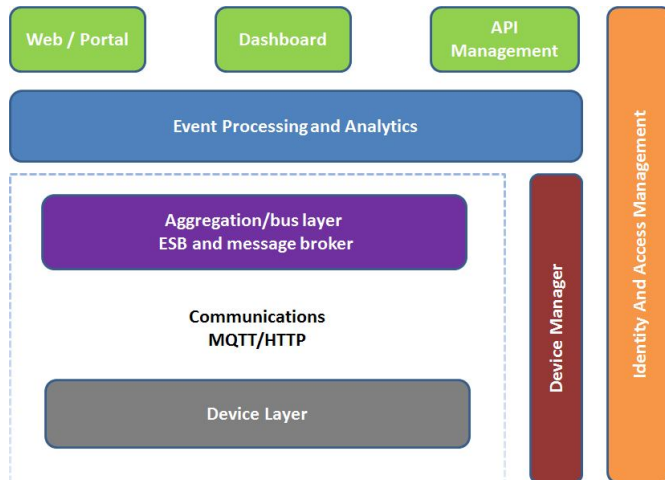 Web / Portal
Dashboard
API
Management
Event Processing and Analytics
Aggregation/bus layer
ESB and message broker
Communications
MQTT/HTTP
Device Layer
Device Manager
Identity And Access Management